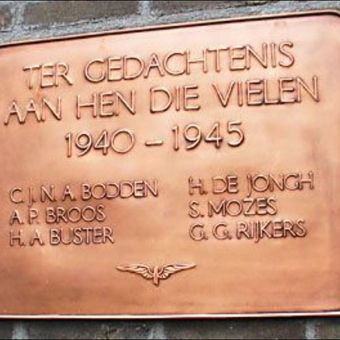 TER GEDACHTENIS
AAN HEN DIE VIELEN
1940 – 1945
C.J.N.A. BODDEN
A.P. BROOS
H.A. BUSTER
H. DE JONGH
S. MOZES
G.G. RIJKERS